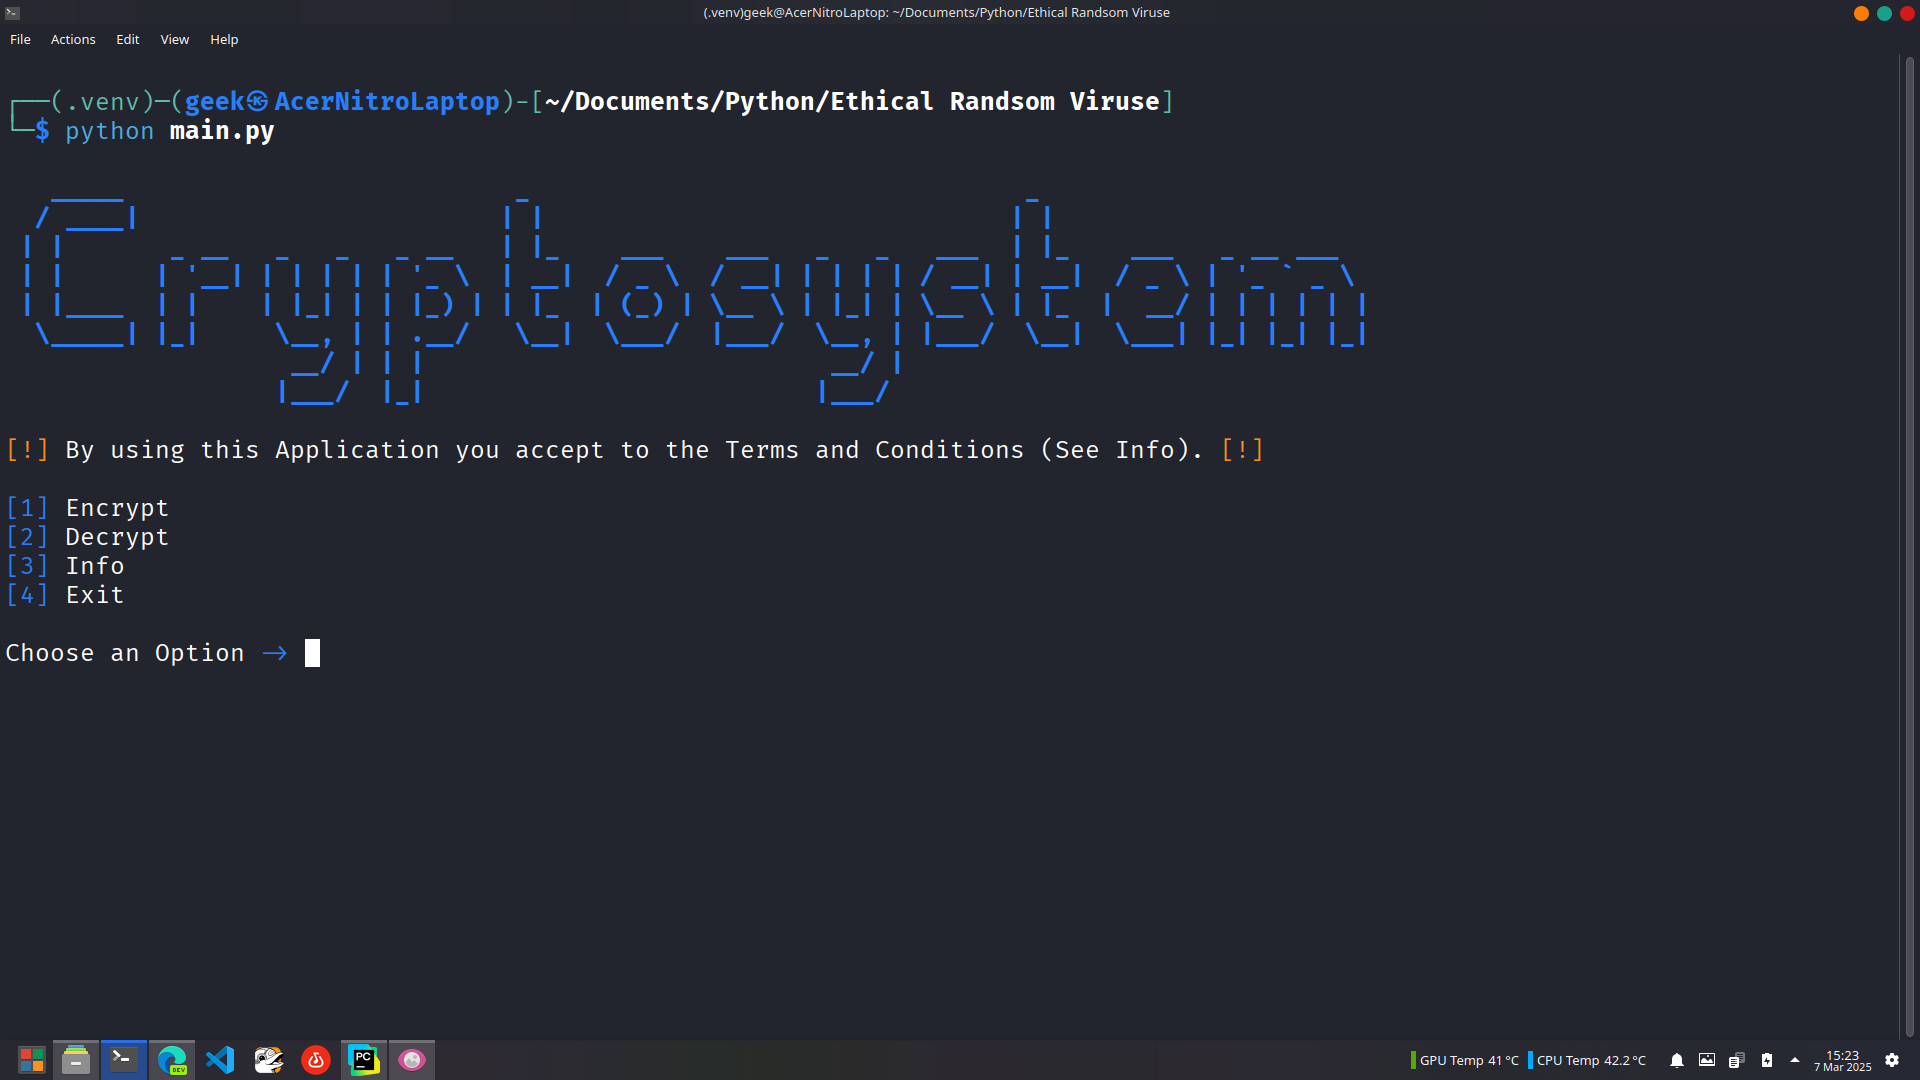 (.venv)geek@AcerNitroLaptop: ~/Documents/Python/Ethical Randsom Viruse
File Actions Edit View Help
(.venv)-(geek㉿AcerNitroLaptop)-[~/Documents/Python/Ethical Randsom Viruse]
$ python main.py
Cryptosystem
[!] By using this Application you accept to the Terms and Conditions (See Info). [!]
[1] Encrypt
[2] Decrypt
[3] Info
[4] Exit
Choose an Option →
DEV
PC
GPU Temp 41°C CPU Temp 42.2°C
15:23
7 Mar 2025